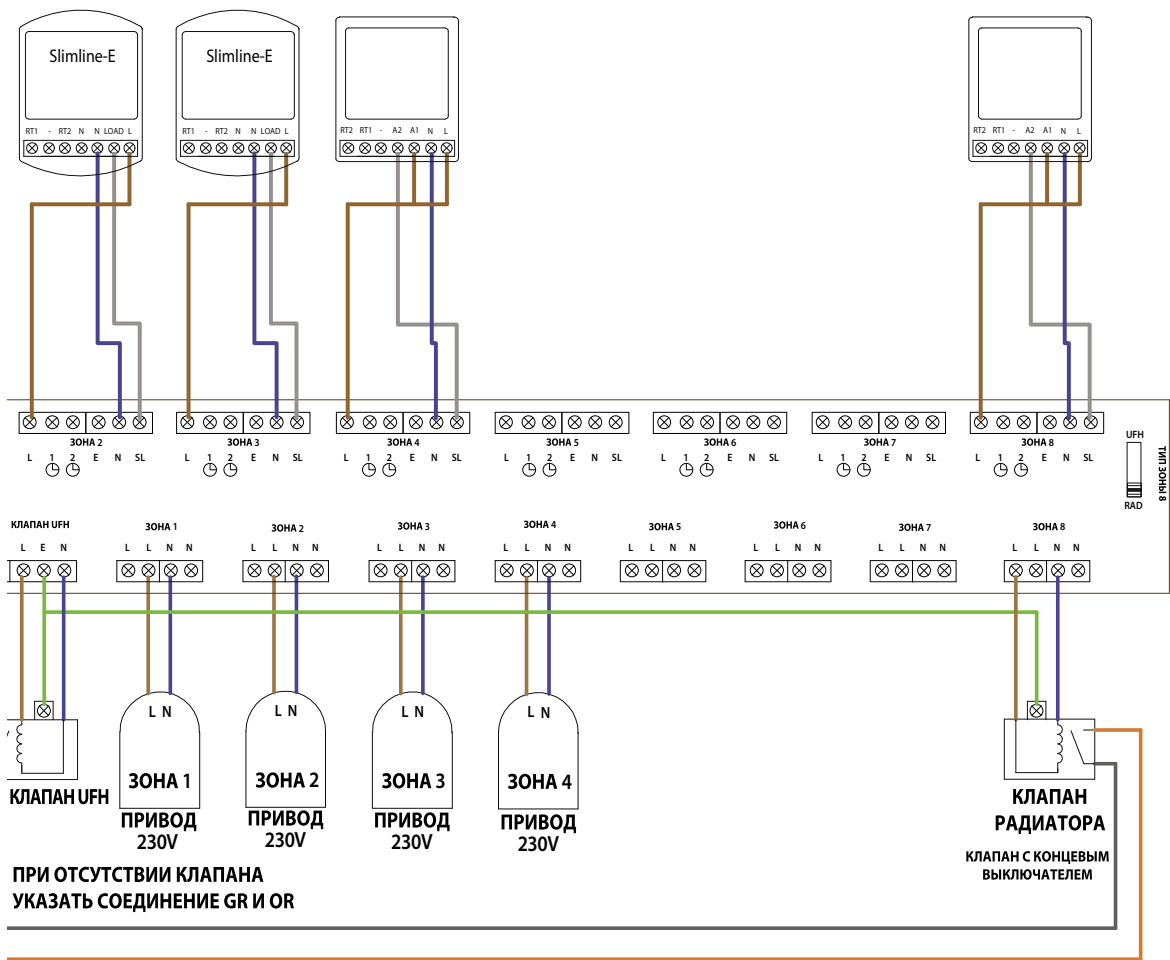 Slimline-E
Slimline-E
RT1 - RT2 N N LOAD L
RT1 - RT2 N N LOAD L
RT2 RT1 - A2 A1 N L
RT2 RT1 - A2 A1 N L
ЗОНА 2
ЗОНА 3
ЗОНА 4
ЗОНА 5
ЗОНА 6
ЗОНА 7
ЗОНА 8
L 1 2 E N SL
L 1 2 E N SL
L 1 2 E N SL
L 1 2 E N SL
L 1 2 E N SL
L 1 2 E N SL
L 1 2 E N SL
UFH
RAD
ТИП ЗОНЫ 8
КЛАПАН UFH
ЗОНА 1
ЗОНА 2
ЗОНА 3
ЗОНА 4
ЗОНА 5
ЗОНА 6
ЗОНА 7
ЗОНА 8
L E N
L L N N
L L N N
L L N N
L L N N
L L N N
L L N N
L L N N
L L N N
L N
L N
L N
L N
ЗОНА 1
ЗОНА 2
ЗОНА 3
ЗОНА 4
КЛАПАН UFH
ПРИВОД
230V
ПРИВОД
230V
ПРИВОД
230V
ПРИВОД
230V
КЛАПАН
РАДИАТОРА
КЛАПАН С КОНЦЕВЫМ
ВЫКЛЮЧАТЕЛЕМ
ПРИ ОТСУТСТВИИ КЛАПАНА
УКАЗАТЬ СОЕДИНЕНИЕ GR И OR